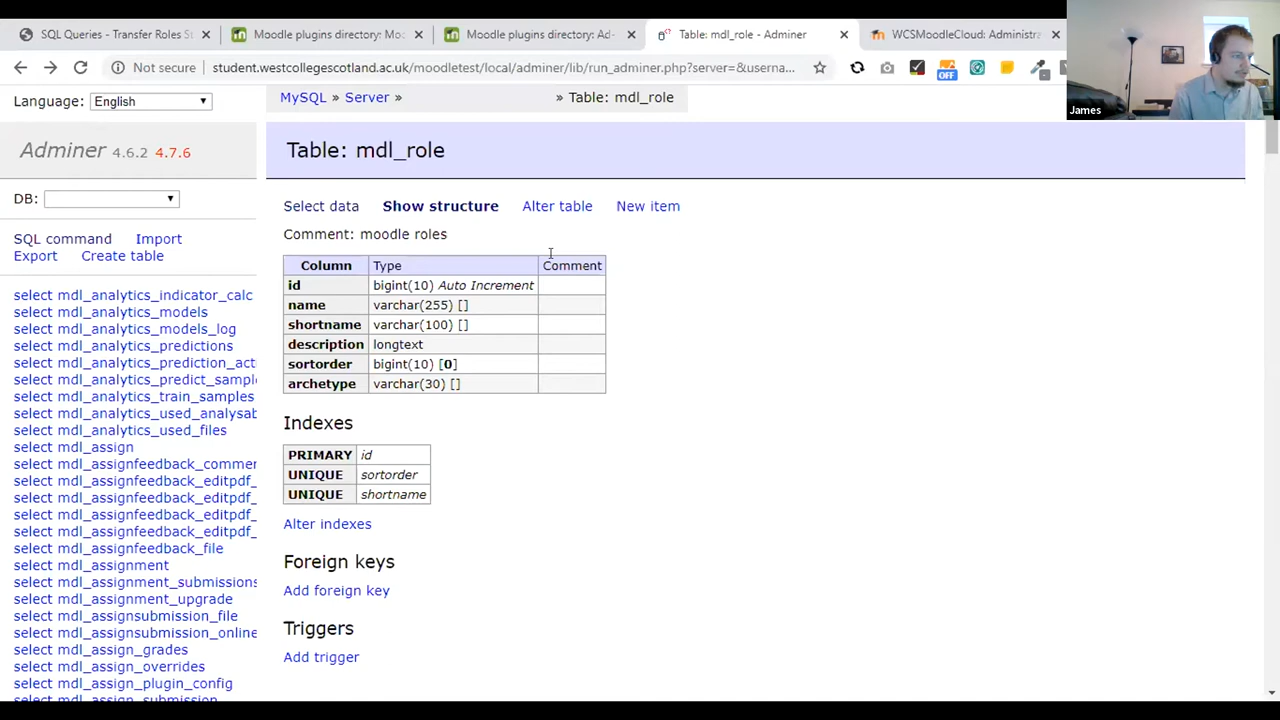 SQL Queries - Transfer Roles S
Moodle plugins directory: Mo
Moodle plugins directory: Ad-
Table: mdl_role - Adminer
WCSMoodleCloud: Administra
Not secure
student.westcollegescotland.ac.uk/moodletest/local/adminer/lib/run_adminer.php?server=&userna...
OFF
James
Language: English
MySQL » Server » » Table: mdl_role
Adminer 4.6.2 4.7.6
Table: mdl_role
DB:
Select data Show structure Alter table New item
SQL command Import
Export Create table
Comment: moodle roles
Column Type Comment
id bigint(10) Auto Increment
name varchar(255) []
shortname varchar(100) []
description longtext
sortorder bigint(10) [0]
archetype varchar(30) []
Indexes
PRIMARY id
UNIQUE sortorder
UNIQUE shortname
Alter indexes
Foreign keys
Add foreign key
Triggers
Add trigger
select mdl_analytics_indicator_calc
select mdl_analytics_models
select mdl_analytics_models_log
select mdl_analytics_predictions
select mdl_analytics_prediction_act
select mdl_analytics_predict_sample
select mdl_analytics_train_samples
select mdl_analytics_used_analysab
select mdl_analytics_used_files
select mdl_assign
select mdl_assignfeedback_commer
select mdl_assignfeedback_editpdf_
select mdl_assignfeedback_editpdf_
select mdl_assignfeedback_editpdf_
select mdl_assignfeedback_editpdf_
select mdl_assignfeedback_file
select mdl_assignment
select mdl_assignment_submissions
select mdl_assignment_upgrade
select mdl_assignsubmission_file
select mdl_assignsubmission_online
select mdl_assign_grades
select mdl_assign_overrides
select mdl_assign_plugin_config
select mdl_assign_submission